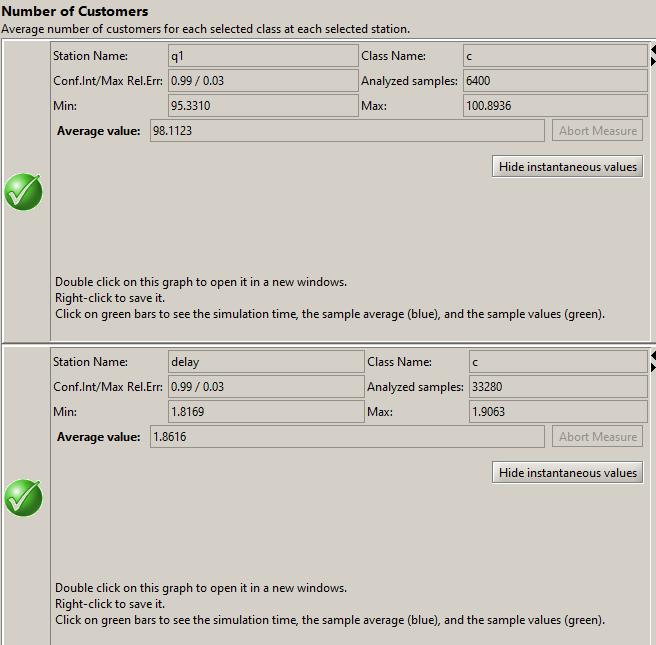 Number of Customers
Average number of customers for each selected class at each selected station.
Station Name: q1 Class Name: c
Conf.Int/Max Rel.Err: 0.99 / 0.03 Analyzed samples: 6400
Min: 95.3310 Max: 100.8936
Average value: 98.1123 Abort Measure
Hide instantaneous values
Double click on this graph to open it in a new windows.
Right-click to save it.
Click on green bars to see the simulation time, the sample average (blue), and the sample values (green).
Station Name: delay Class Name: c
Conf.Int/Max Rel.Err: 0.99 / 0.03 Analyzed samples: 33280
Min: 1.8169 Max: 1.9063
Average value: 1.8616 Abort Measure
Hide instantaneous values
Double click on this graph to open it in a new windows.
Right-click to save it.
Click on green bars to see the simulation time, the sample average (blue), and the sample values (green).